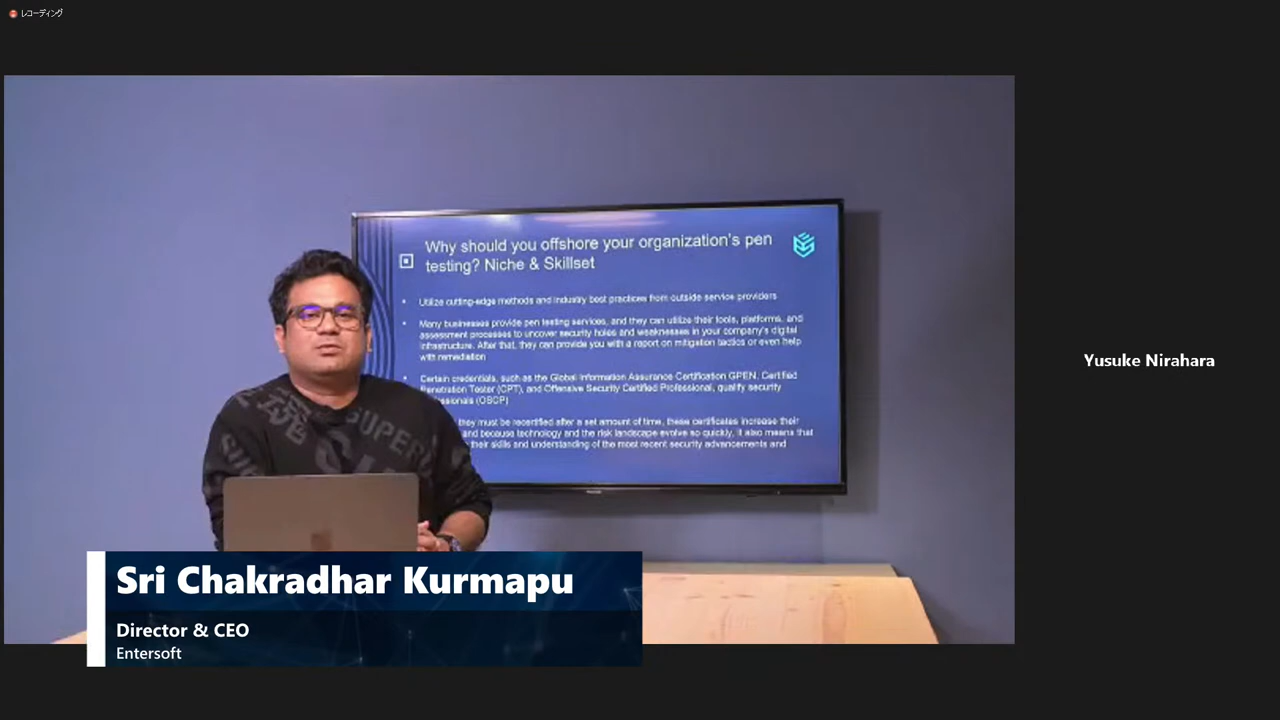 レコーディング
Why should you offshore your organization's pen
testing? Niche & Skillset
Utilize cutting-edge methods and industry best practices from outside service providers
Many businesses provide pen testing services, and they can utilize their tools, platforms, and
assessment processes to uncover security holes and weaknesses in your company's digital
infrastructure. After that, they can provide you with a report on mitigation tactics or even help
with remediation
Certain credentials, such as the Global Information Assurance Certification GPEN, Certified
Penetration Tester (CPT), and Offensive Security Certified Professional, qualify security
(OSCP)
they must be recertified after a set amount of time, these certificates increase their
and because technology and the risk landscape evolve so quickly, it also means that
their skills and understanding of the most recent security advancements and
SUPER
Yusuke Nirahara
Sri Chakradhar Kurmapu
Director & CEO
Entersoft